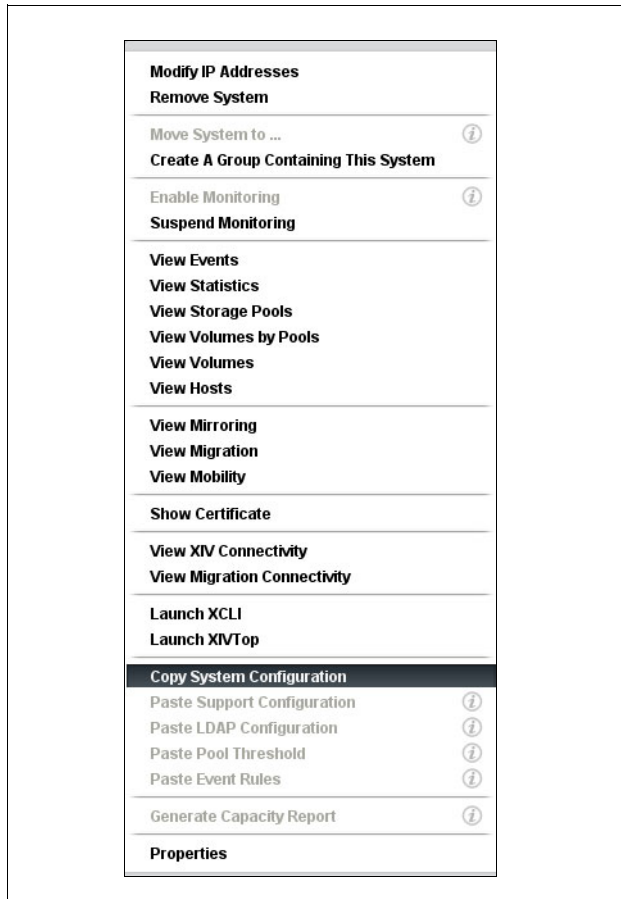 Modify IP Addresses
Remove System
Move System to ...
Create A Group Containing This System
Enable Monitoring
Suspend Monitoring
View Events
View Statistics
View Storage Pools
View Volumes by Pools
View Volumes
View Hosts
View Mirroring
View Migration
View Mobility
Show Certificate
View XIV Connectivity
View Migration Connectivity
Launch XCLI
Launch XIVTop
Copy System Configuration
Paste Support Configuration
Paste LDAP Configuration
Paste Pool Threshold
Paste Event Rules
Generate Capacity Report
Properties